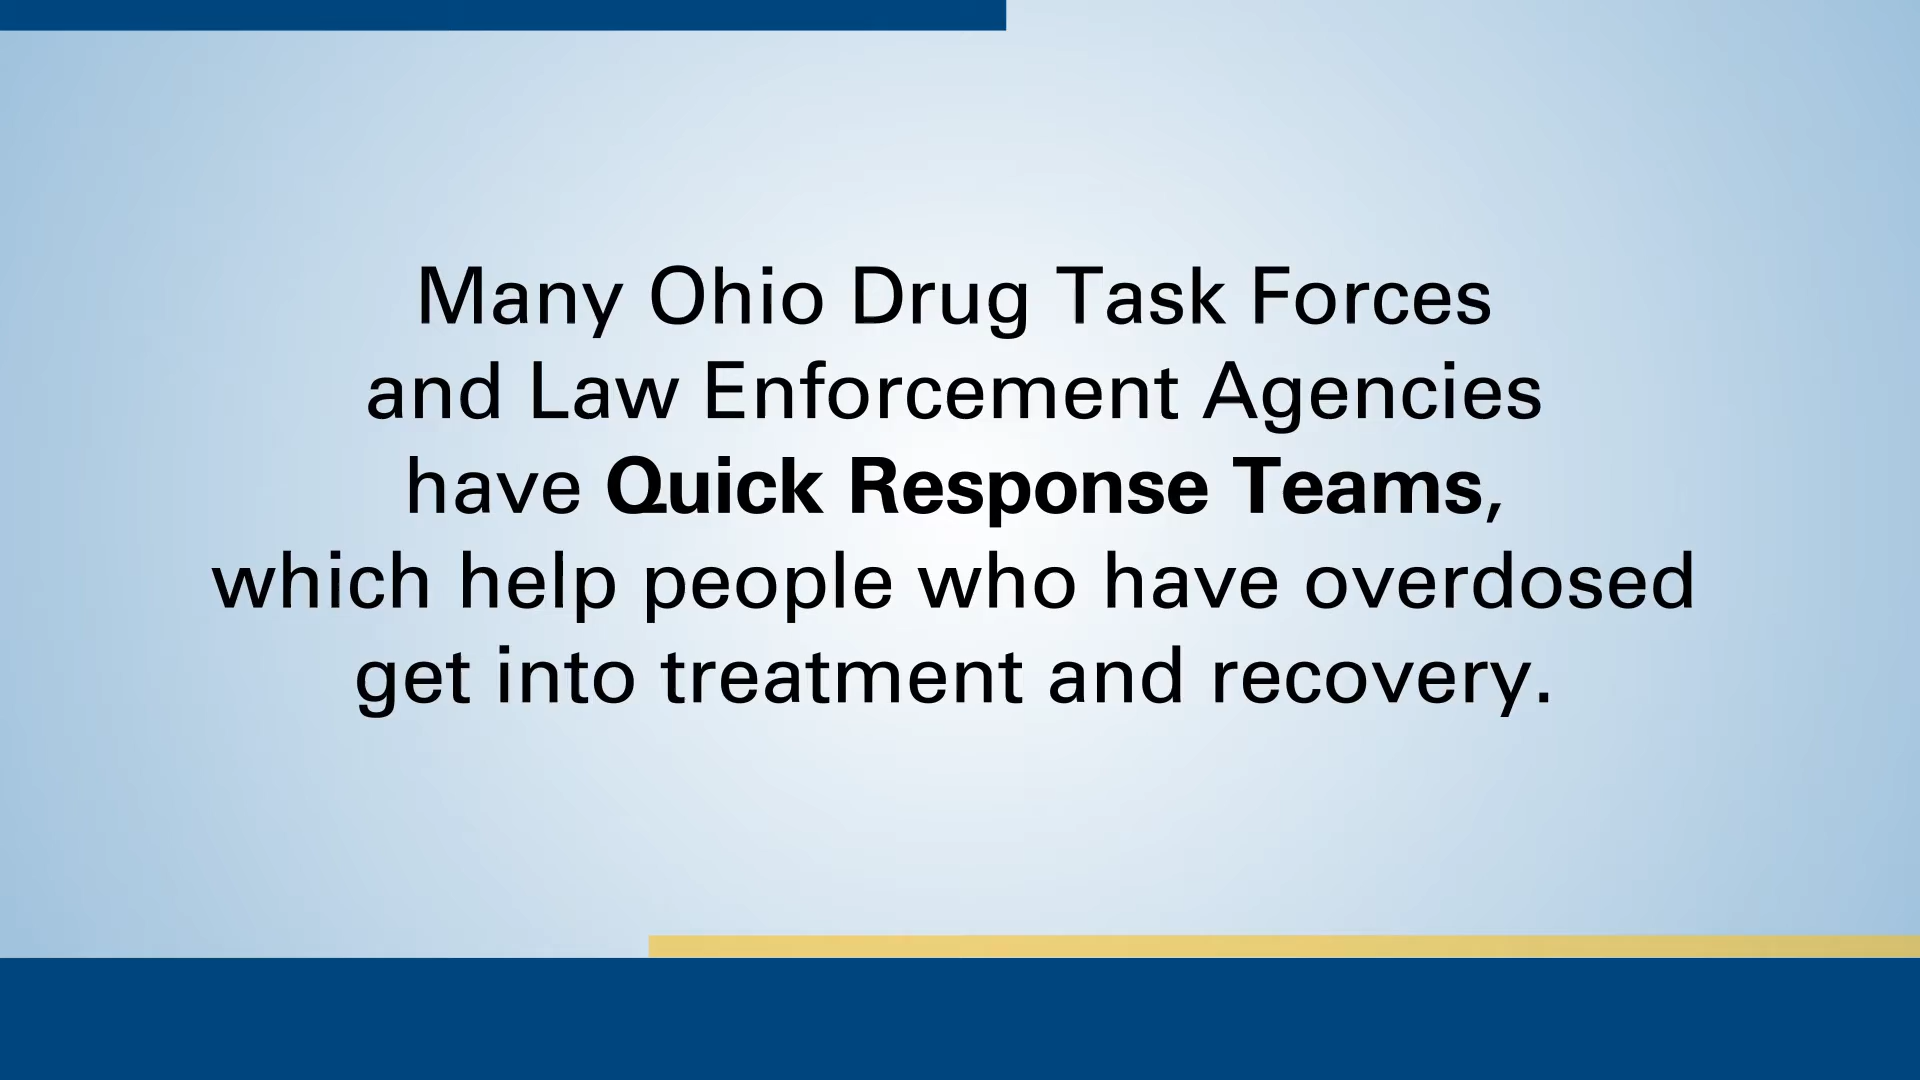 Many Ohio Drug Task Forces
and Law Enforcement Agencies
have Quick Response Teams,
which help people who have overdosed
get into treatment and recovery.